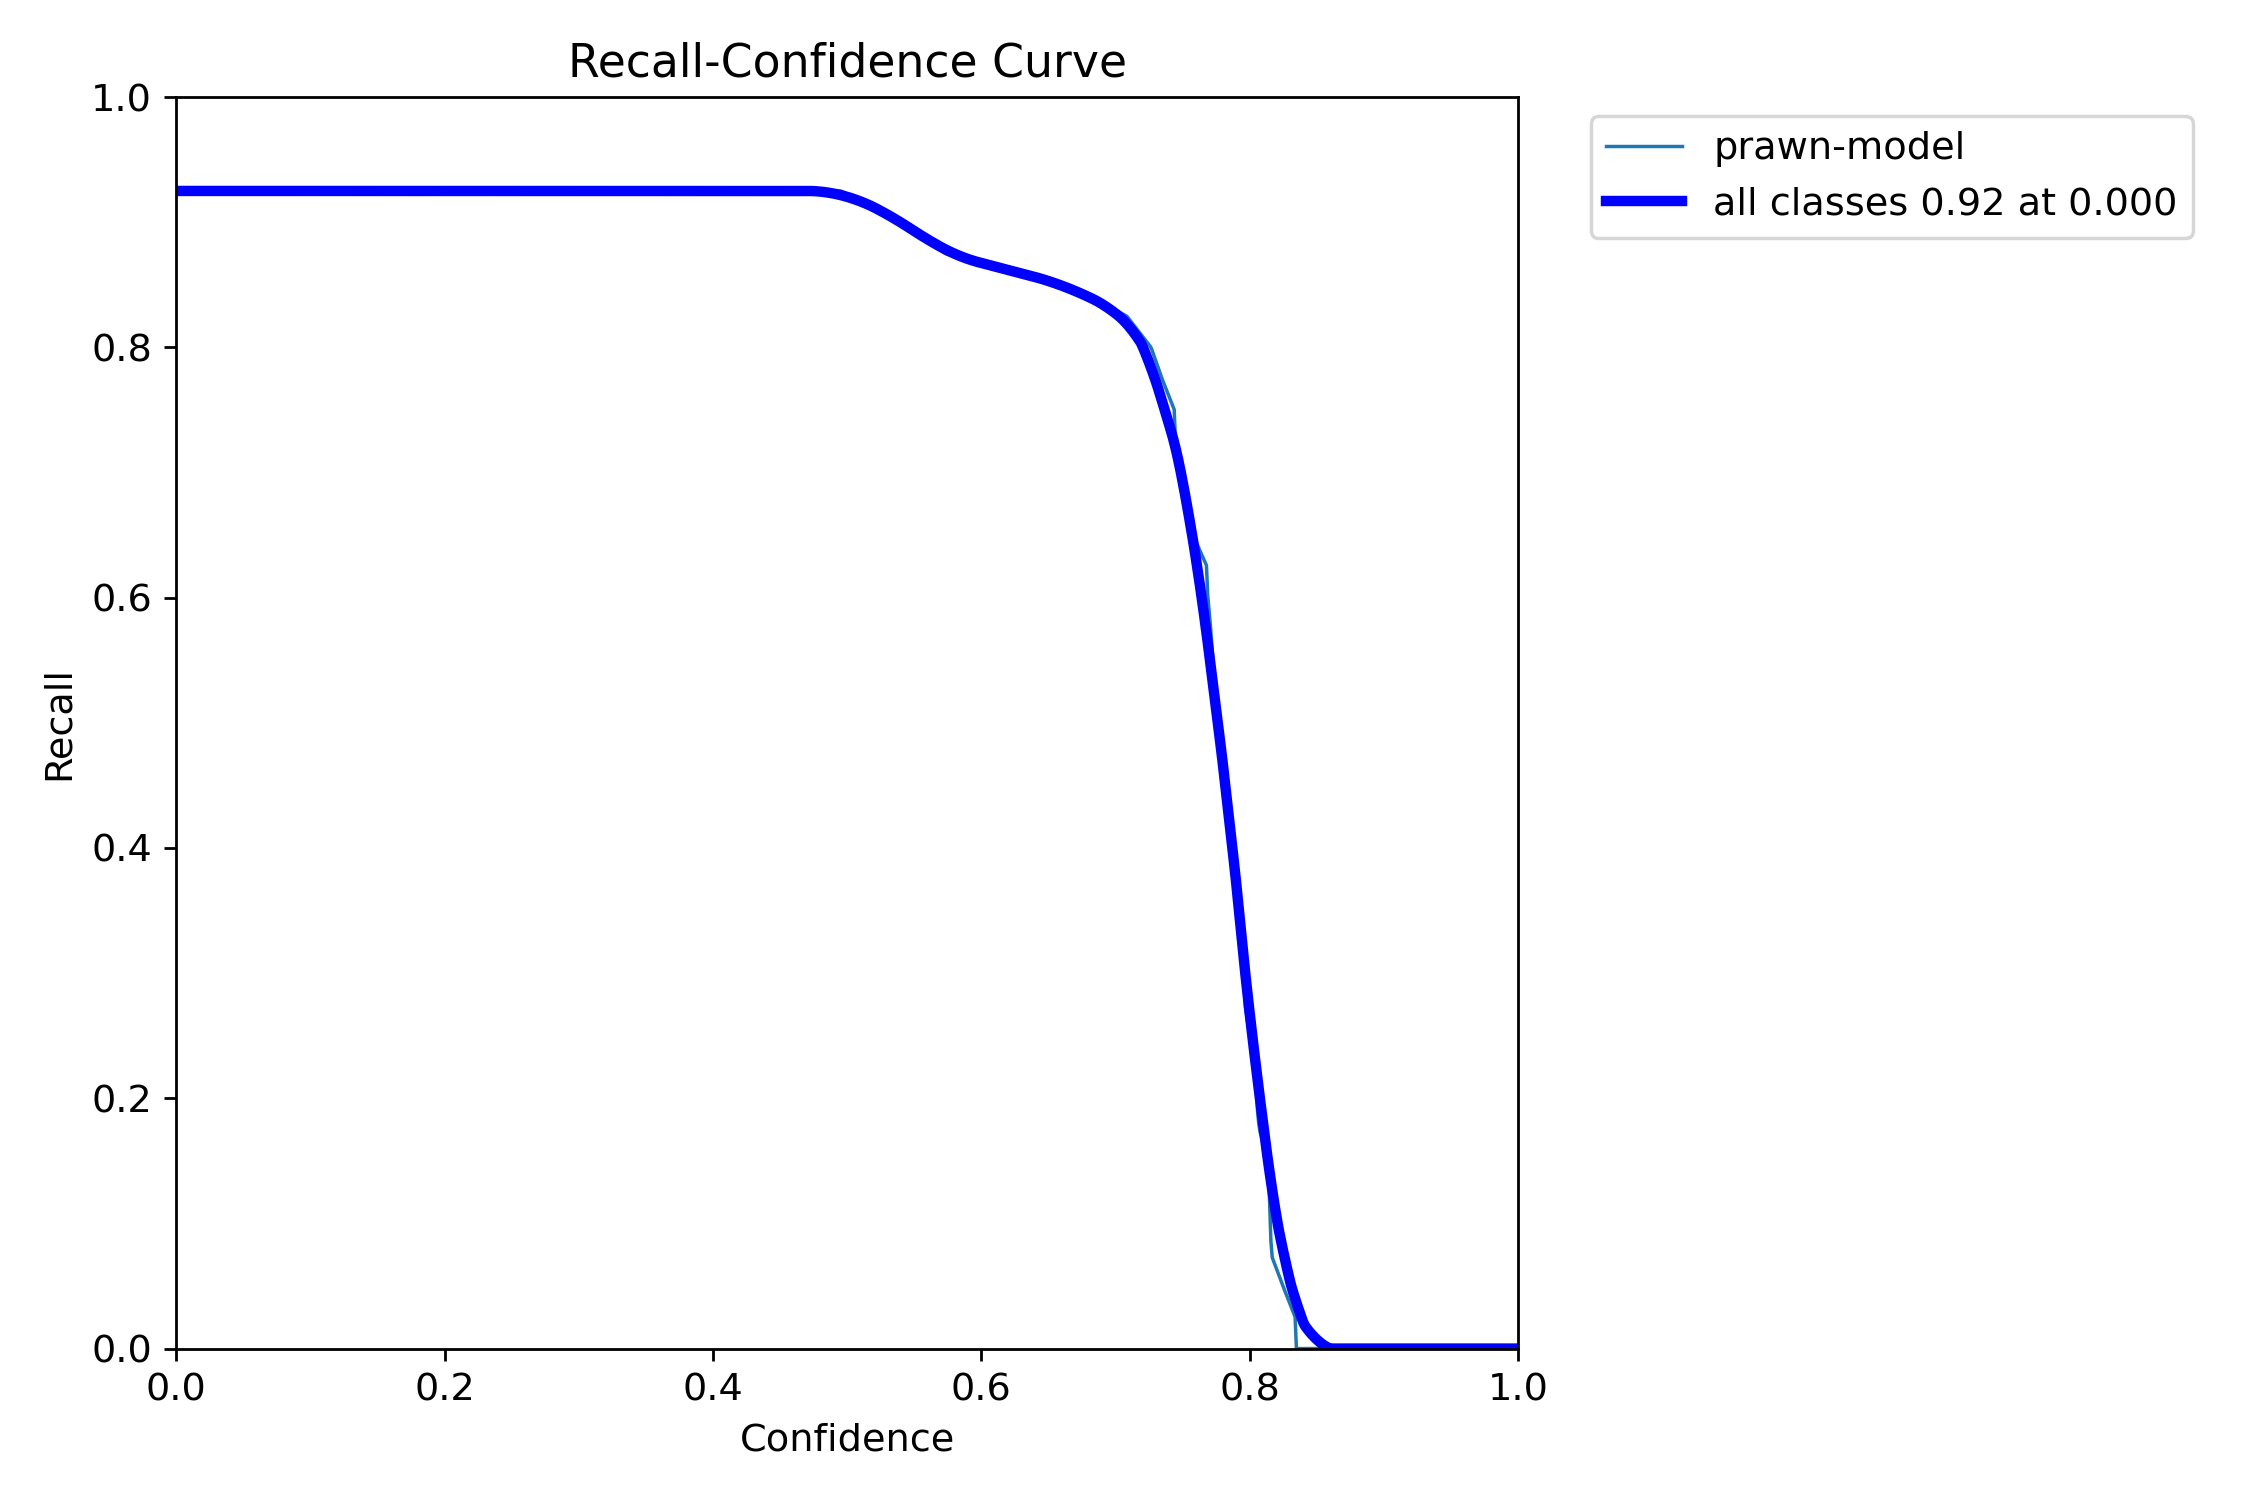 Recall-Confidence Curve
1.0
0.8
0.6
0.4
0.2
0.0
Recall
0.0 0.2 0.4 0.6 0.8 1.0
Confidence
prawn-model
all classes 0.92 at 0.000